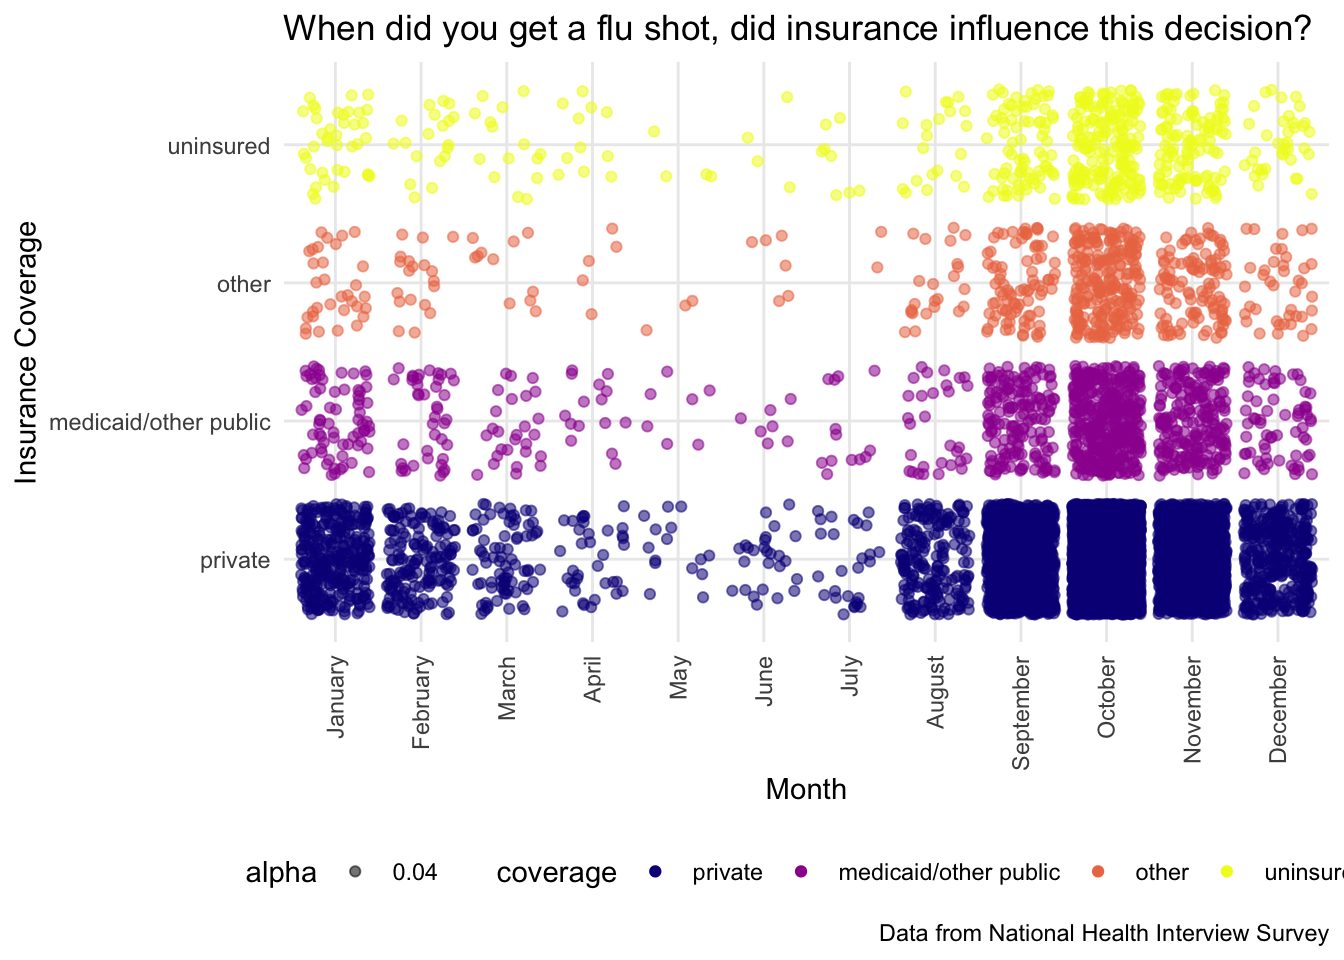 When did you get a flu shot, did insurance influence this decision?
Insurance Coverage
uninsured
other
medicaid/other public
private
January
February
March
April
May
June
July
August
September
October
November
December
Month
alpha 0.04 coverage private medicaid/other public other uninsure
Data from National Health Interview Survey